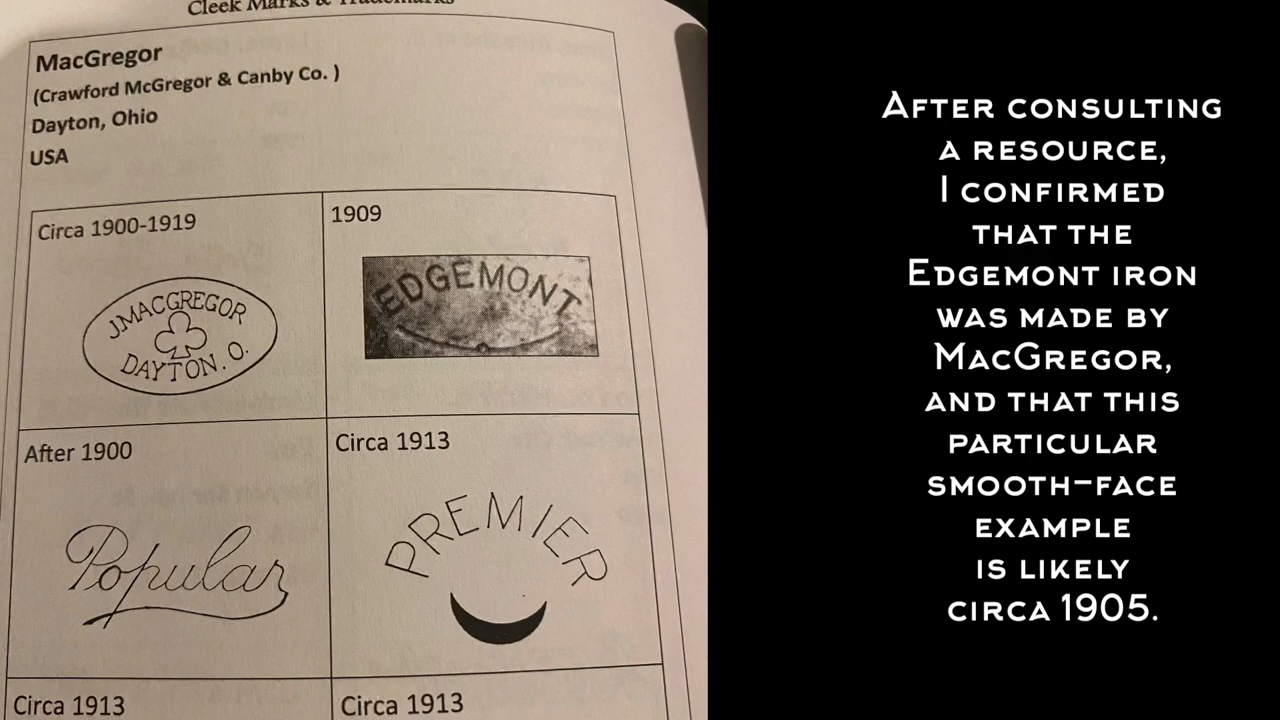 Cleek Marks & Trademarks
MacGregor
(Crawford McGregor & Canby Co. )
Dayton, Ohio
USA
Circa 1900-1919
J.MACGREGOR
DAYTON. O.
1909
EDGEMONT
After 1900
Popular
Circa 1913
PREMIER
Circa 1913
Circa 1913
AFTER CONSULTING
A RESOURCE,
I CONFIRMED
THAT THE
EDGEMONT IRON
WAS MADE BY
MACGREGOR,
AND THAT THIS
PARTICULAR
SMOOTH-FACE
EXAMPLE
IS LIKELY
CIRCA 1905.